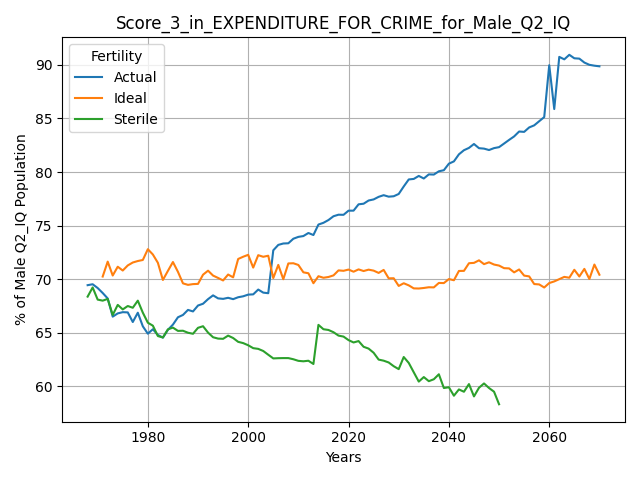 Score_3_in_EXPENDITURE_FOR_CRIME_for_Male_Q2_IQ
Fertility
Actual
Ideal
Sterile
% of Male Q2_IQ Population
90
85
80
75
70
65
60
1980
2000
2020
2040
2060
Years